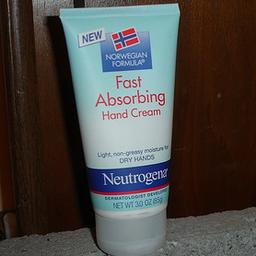 NEW
NORWEGIAN
FORMULA®
Fast
Absorbing
Hand Cream
Light, non-greasy moisture for
DRY HANDS
Neutrogena
DERMATOLOGIST DEVELOPED
NET WT 3.0 OZ (85g)